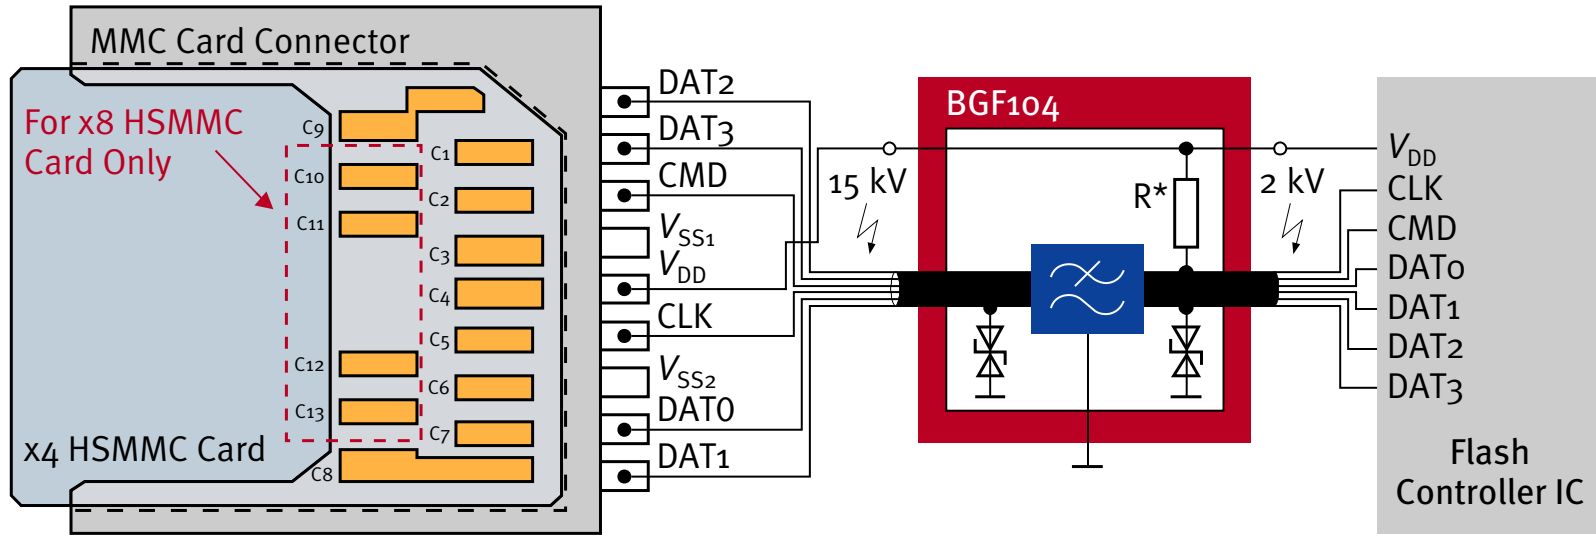 MMC Card Connector
For x8 HSMMC
Card Only
C9
C10
C11
C12
C13
C8
C1
C2
C3
C4
C5
C6
C7
x4 HSMMC Card
DAT2
DAT3
CMD
VSS1
VDD
CLK
VSS2
DAT0
DAT1
15 kV
BGF104
R*
2 kV
VDD
CLK
CMD
DAT0
DAT1
DAT2
DAT3
Flash
Controller IC